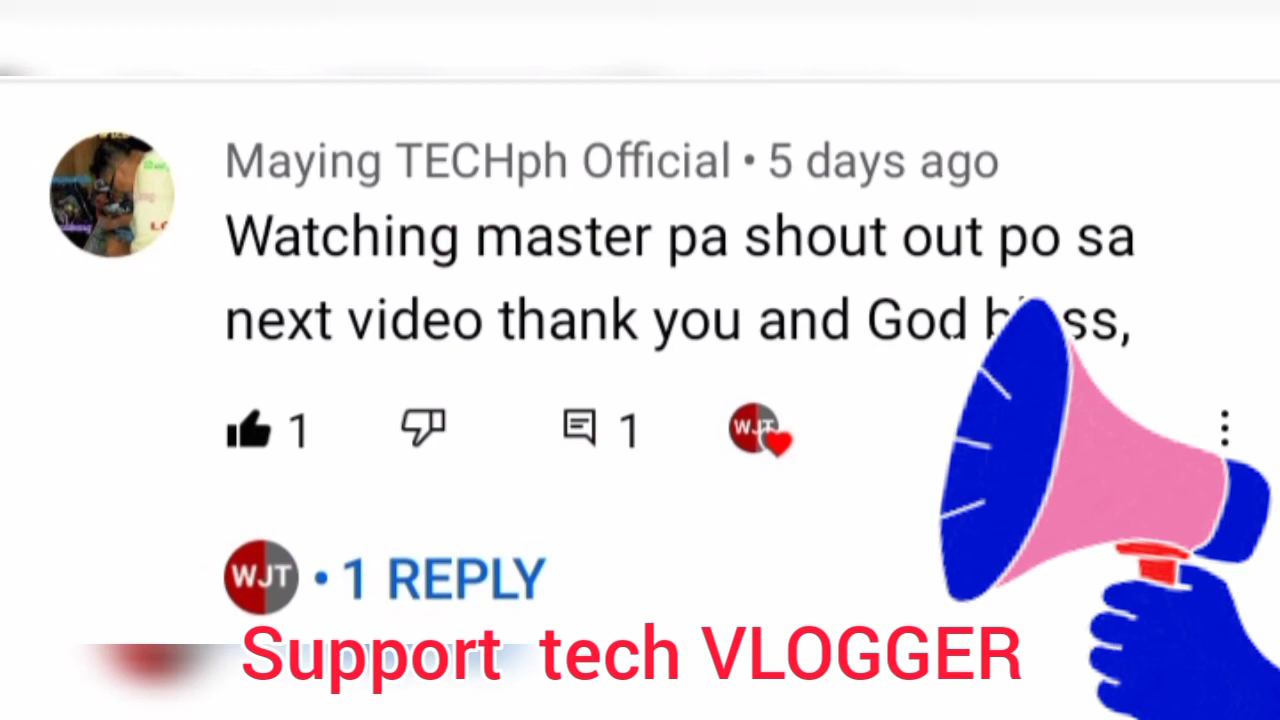 Maying TECHph Official • 5 days ago
Watching master pa shout out po sa
next video thank you and God
1
1
WJT
WJT • 1 REPLY
Support tech VLOGGER